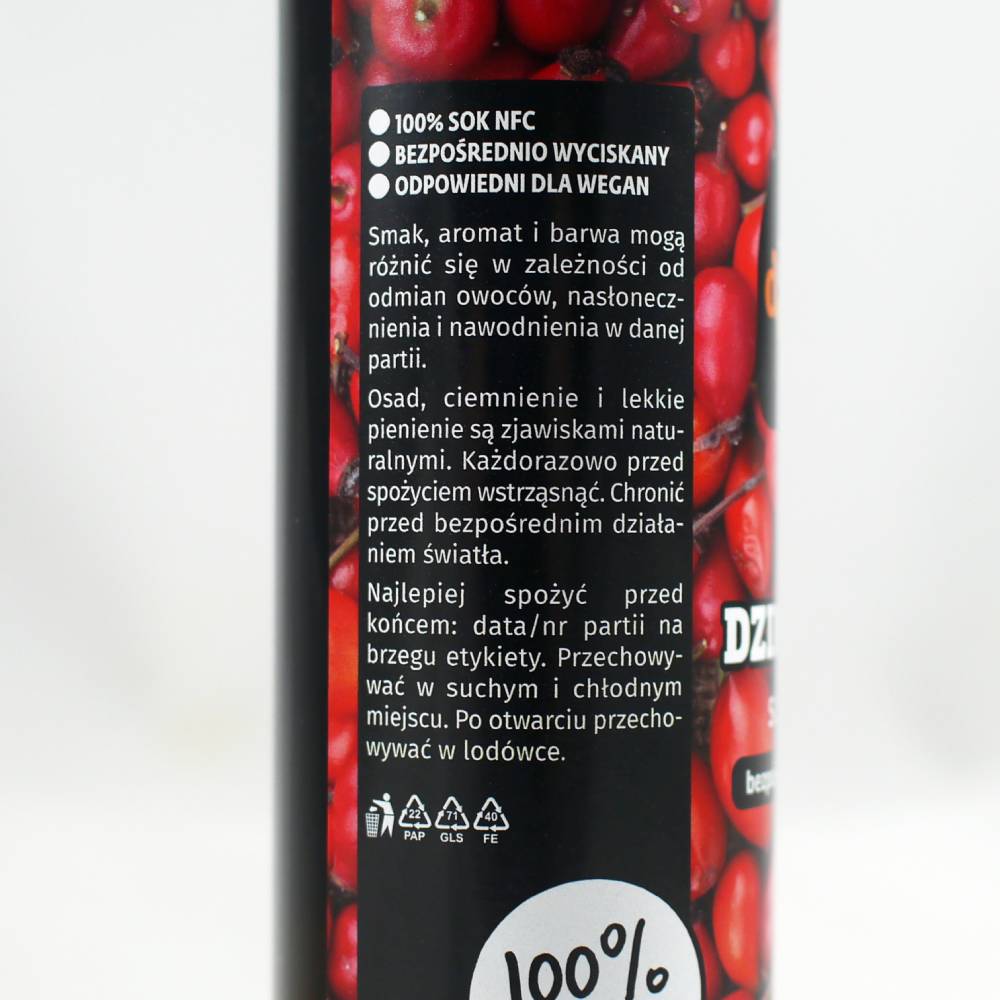 100% SOK NFC
BEZPOŚREDNIO WYCISKANY
ODPOWIEDNI DLA WEGAN
Smak, aromat i barwa mogą
różnić się w zależności od
odmian owoców, nasłonecz-
nienia i nawodnienia w danej
partii.
Osad, ciemnienie i lekkie
pienienie są zjawiskami natu-
ralnymi. Każdorazowo przed
spożyciem wstrząsnąć. Chronić
przed bezpośrednim działa-
niem światła.
Najlepiej spożyć przed
końcem: data/nr partii na
brzegu etykiety. Przechowy-
wać w suchym i chłodnym
miejscu. Po otwarciu przecho-
wywać w lodówce.
22 71 40
PAP GLS FE
100%